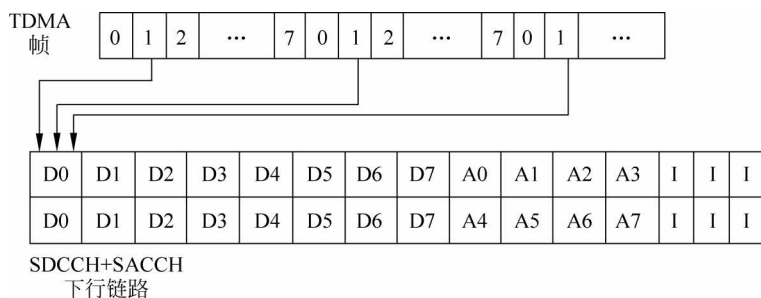 TDMA
帧
0 1 2 … 7 0 1 2 … 7 0 1 …
D0 D1 D2 D3 D4 D5 D6 D7 A0 A1 A2 A3 I I I
D0 D1 D2 D3 D4 D5 D6 D7 A4 A5 A6 A7 I I I
SDCCH+SACCH
下行链路